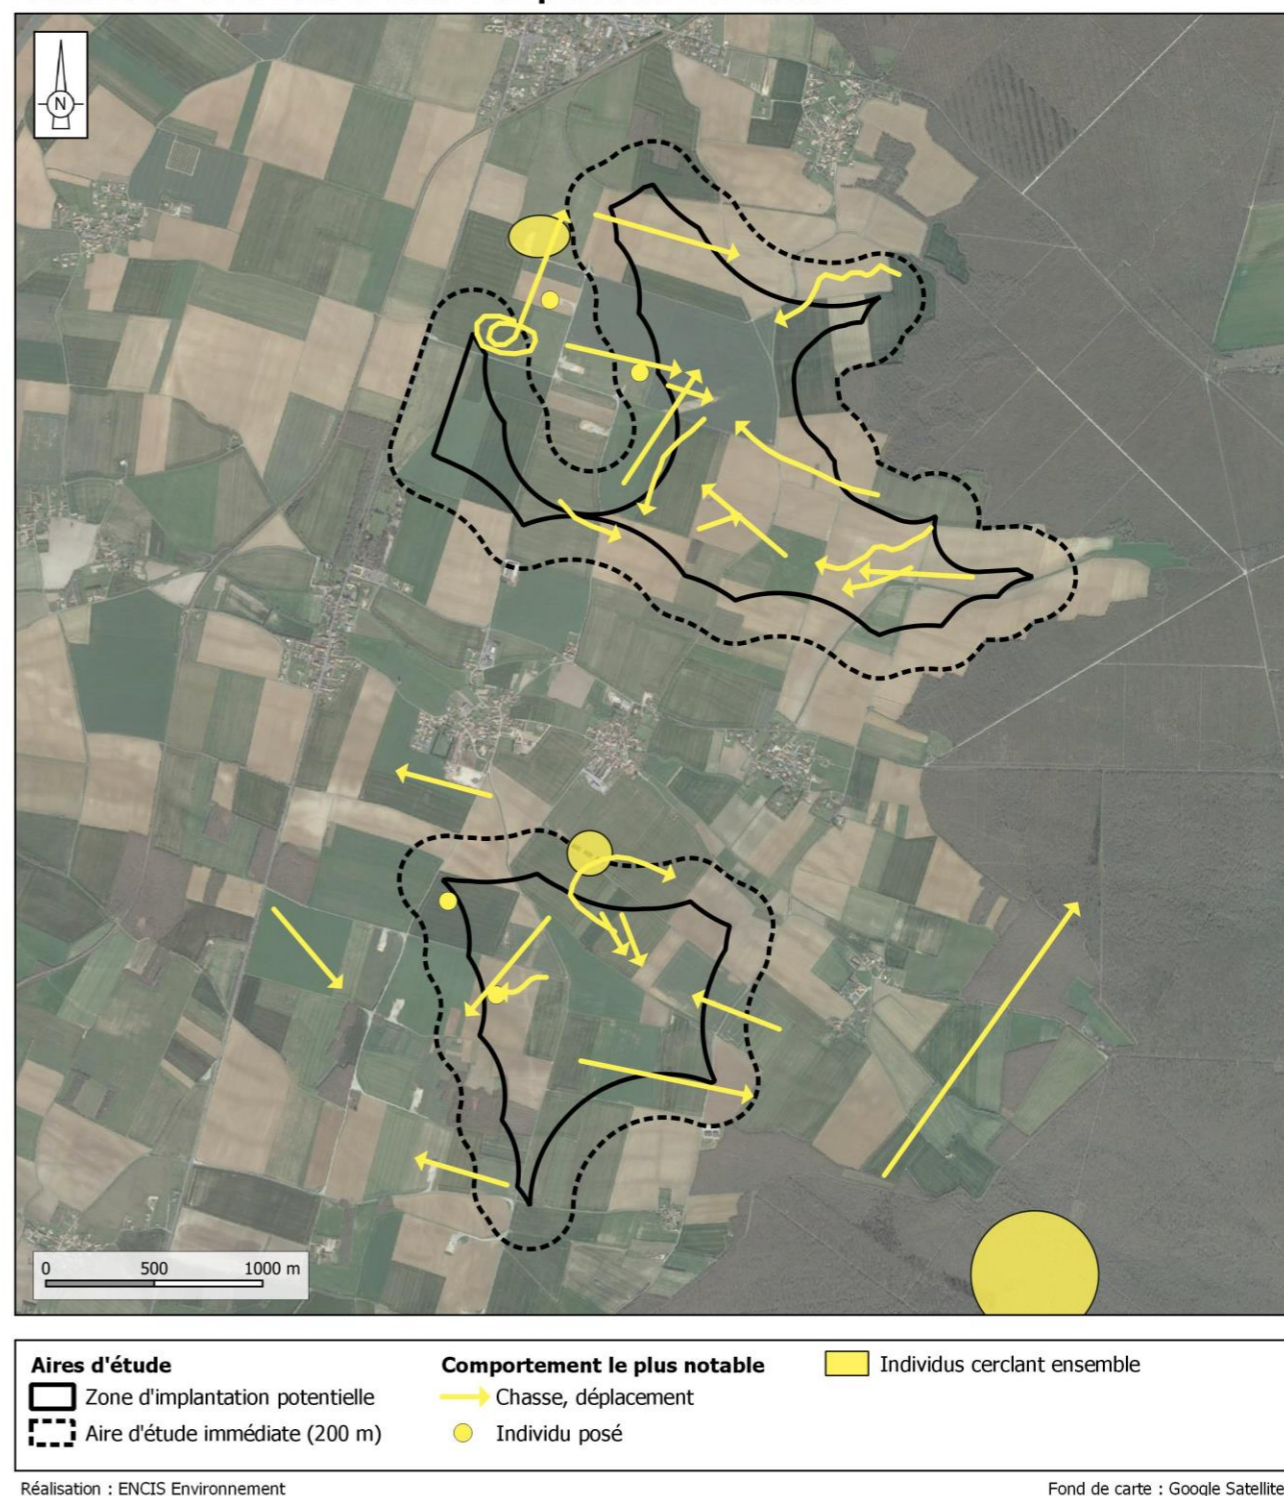 N
0 500 1000 m
Aires d'étude
Zone d'implantation potentielle
Aire d'étude immédiate (200 m)
Comportement le plus notable
Chasse, déplacement
Individu posé
Individus cerclant ensemble
Réalisation : ENCIS Environnement
Fond de carte : Google Satellite